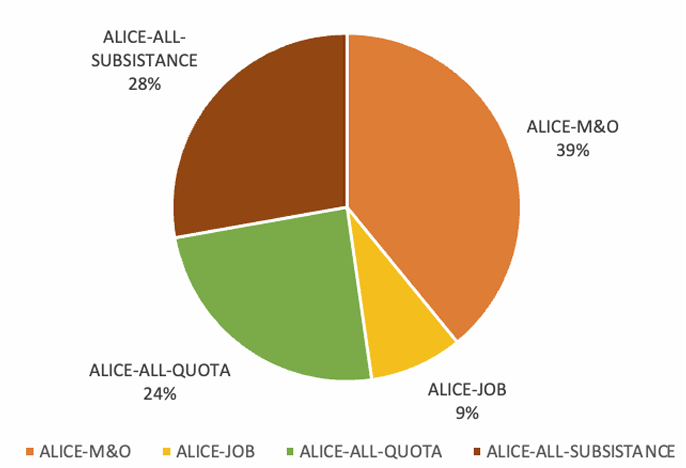 ALICE-ALL-
SUBSISTANCE
28%
ALICE-M&O
39%
ALICE-ALL-QUOTA
24%
ALICE-JOB
9%
ALICE-M&O ALICE-JOB ALICE-ALL-QUOTA ALICE-ALL-SUBSISTANCE